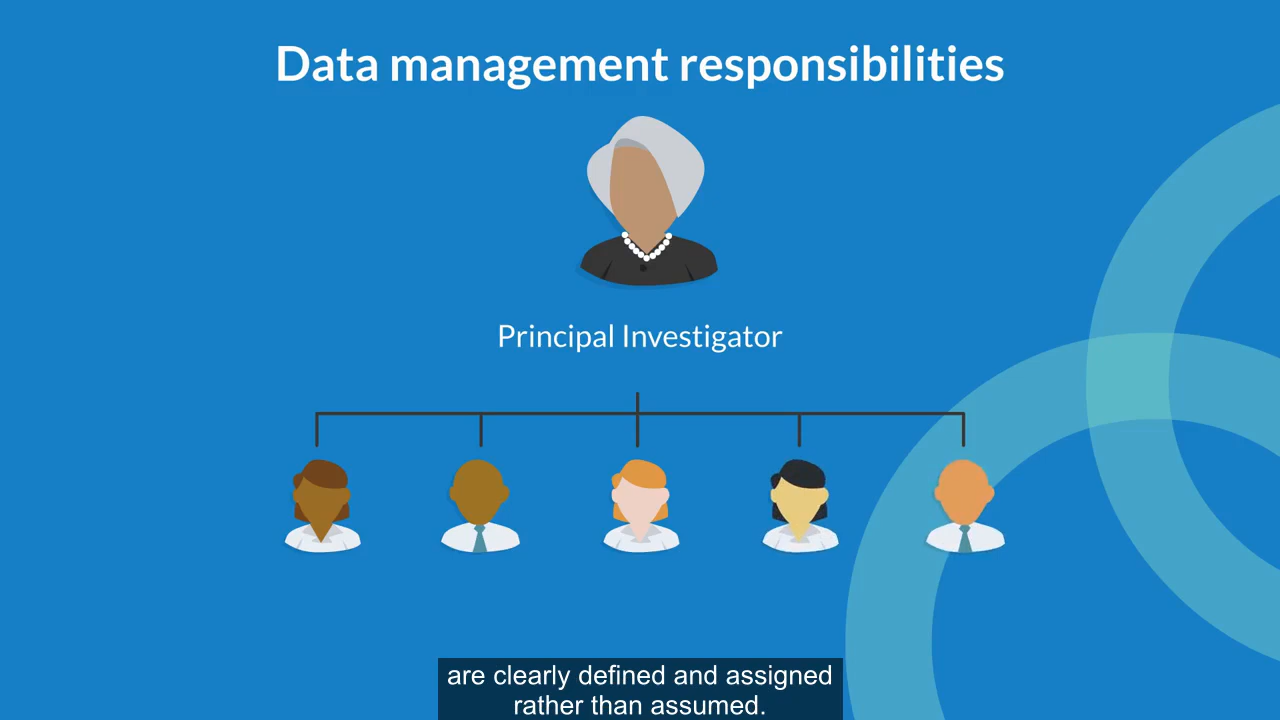 Data management responsibilities
Principal Investigator
are clearly defined and assigned
rather than assumed.